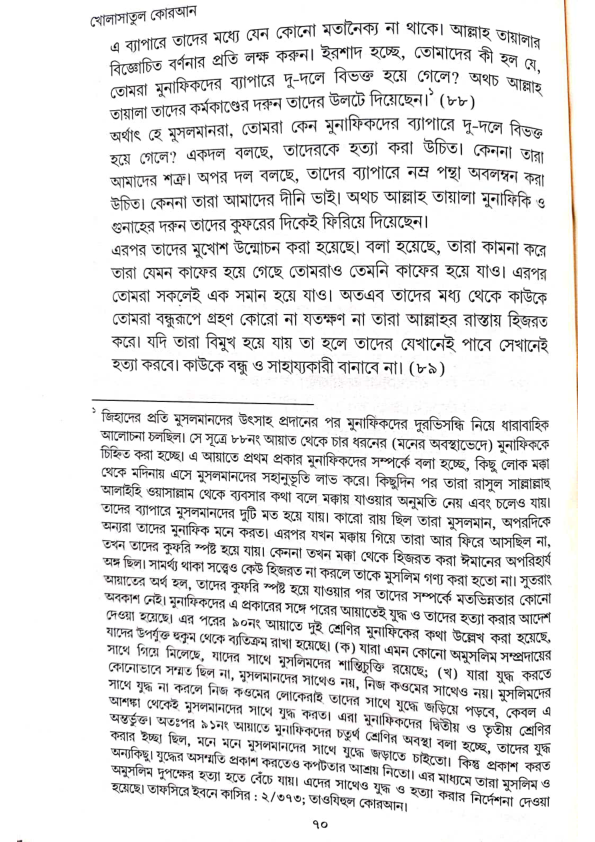 খোলাসাতুল কোরআন
এ ব্যাপারে তাদের মধ্যে যেন কোনো মতানৈক্য না থাকে। আল্লাহ তায়ালার
বিজ্ঞোচিত বর্ণনার প্রতি লক্ষ করুন। ইরশাদ হচ্ছে, তোমাদের কী হল যে,
তোমরা মুনাফিকদের ব্যাপারে দু-দলে বিভক্ত হয়ে গেলে? অথচ আল্লাহ
তায়ালা তাদের কর্মকাণ্ডের দরুন তাদের উলটে দিয়েছেন।¹ (৮৮)
অর্থাৎ হে মুসলমানরা, তোমরা কেন মুনাফিকদের ব্যাপারে দু-দলে বিভক্ত
হয়ে গেলে? একদল বলছে, তাদেরকে হত্যা করা উচিত। কেননা তারা
আমাদের শত্রু। অপর দল বলছে, তাদের ব্যাপারে নম্র পন্থা অবলম্বন করা
উচিত। কেননা তারা আমাদের দীনি ভাই। অথচ আল্লাহ তায়ালা মুনাফিকি ও
গুনাহের দরুন তাদের কুফরের দিকেই ফিরিয়ে দিয়েছেন।
এরপর তাদের মুখোশ উন্মোচন করা হয়েছে। বলা হয়েছে, তারা কামনা করে
তারা যেমন কাফের হয়ে গেছে তোমরাও তেমনি কাফের হয়ে যাও। এরপর
তোমরা সকলেই এক সমান হয়ে যাও। অতএব তাদের মধ্য থেকে কাউকে
তোমরা বন্ধুরূপে গ্রহণ কোরো না যতক্ষণ না তারা আল্লাহর রাস্তায় হিজরত
করে। যদি তারা বিমুখ হয়ে যায় তা হলে তাদের যেখানেই পাবে সেখানেই
হত্যা করবে। কাউকে বন্ধু ও সাহায্যকারী বানাবে না। (৮৯)
¹ জিহাদের প্রতি মুসলমানদের উৎসাহ প্রদানের পর মুনাফিকদের দুরভিসন্ধি নিয়ে ধারাবাহিক
আলোচনা চলছিল। সে সূত্রে ৮৮নং আয়াত থেকে চার ধরনের (মনের অবস্থাভেদে) মুনাফিককে
চিহ্নিত করা হচ্ছে। এ আয়াতে প্রথম প্রকার মুনাফিকদের সম্পর্কে বলা হচ্ছে, কিছু লোক মক্কা
থেকে মদিনায় এসে মুসলমানদের সহানুভূতি লাভ করে। কিছুদিন পর তারা রাসুল সাল্লাল্লাহু
আলাইহি ওয়াসাল্লাম থেকে ব্যবসার কথা বলে মক্কায় যাওয়ার অনুমতি নেয় এবং চলেও যায়।
তাদের ব্যাপারে মুসলমানদের দুটি মত হয়ে যায়। কারো রায় ছিল তারা মুসলমান, অপরদিকে
অন্যরা তাদের মুনাফিক মনে করত। এরপর যখন মক্কায় গিয়ে তারা আর ফিরে আসছিল না,
তখন তাদের কুফরি স্পষ্ট হয়ে যায়। কেননা তখন মক্কা থেকে হিজরত করা ঈমানের অপরিহার্য
অঙ্গ ছিল। সামর্থ্য থাকা সত্ত্বেও কেউ হিজরত না করলে তাকে মুসলিম গণ্য করা হতো না। সুতরাং
আয়াতের অর্থ হল, তাদের কুফরি স্পষ্ট হয়ে যাওয়ার পর তাদের সম্পর্কে মতভিন্নতার কোনো
অবকাশ নেই। মুনাফিকদের এ প্রকারের সঙ্গে পরের আয়াতেই যুদ্ধ ও তাদের হত্যা করার আদেশ
দেওয়া হয়েছে। এর পরের ৯০নং আয়াতে দুই শ্রেণির মুনাফিকের কথা উল্লেখ করা হয়েছে,
যাদের উপর্যুক্ত হুকুম থেকে ব্যতিক্রম রাখা হয়েছে। (ক) যারা এমন কোনো অমুসলিম সম্প্রদায়ের
সাথে গিয়ে মিলেছে, যাদের সাথে মুসলিমদের শান্তিচুক্তি রয়েছে; (খ) যারা যুদ্ধ করতে
কোনোভাবে সম্মত ছিল না, মুসলমানদের সাথেও নয়, নিজ কওমের সাথেও নয়। মুসলিমদের
সাথে যুদ্ধ না করলে নিজ কওমের লোকেরাই তাদের সাথে যুদ্ধে জড়িয়ে পড়বে, কেবল এ
আশঙ্কা থেকেই মুসলমানদের সাথে যুদ্ধ করত। এরা মুনাফিকদের দ্বিতীয় ও তৃতীয় শ্রেণির
অন্তর্ভুক্ত। অতঃপর ৯১নং আয়াতে মুনাফিকদের চতুর্থ শ্রেণির অবস্থা বলা হচ্ছে, তাদের যুদ্ধ
করার ইচ্ছা ছিল, মনে মনে মুসলমানদের সাথে যুদ্ধে জড়াতে চাইতো। কিন্তু প্রকাশ করত
অন্যকিছু। যুদ্ধের অসম্মতি প্রকাশ করতেও কপটতার আশ্রয় নিতো। এর মাধ্যমে তারা মুসলিম ও
অমুসলিম দুপক্ষের হত্যা হতে বেঁচে যায়। এদের সাথেও যুদ্ধ ও হত্যা করার নির্দেশনা দেওয়া
হয়েছে। তাফসিরে ইবনে কাসির : ২/৩৭৩; তাওযিহুল কোরআন।
৭০